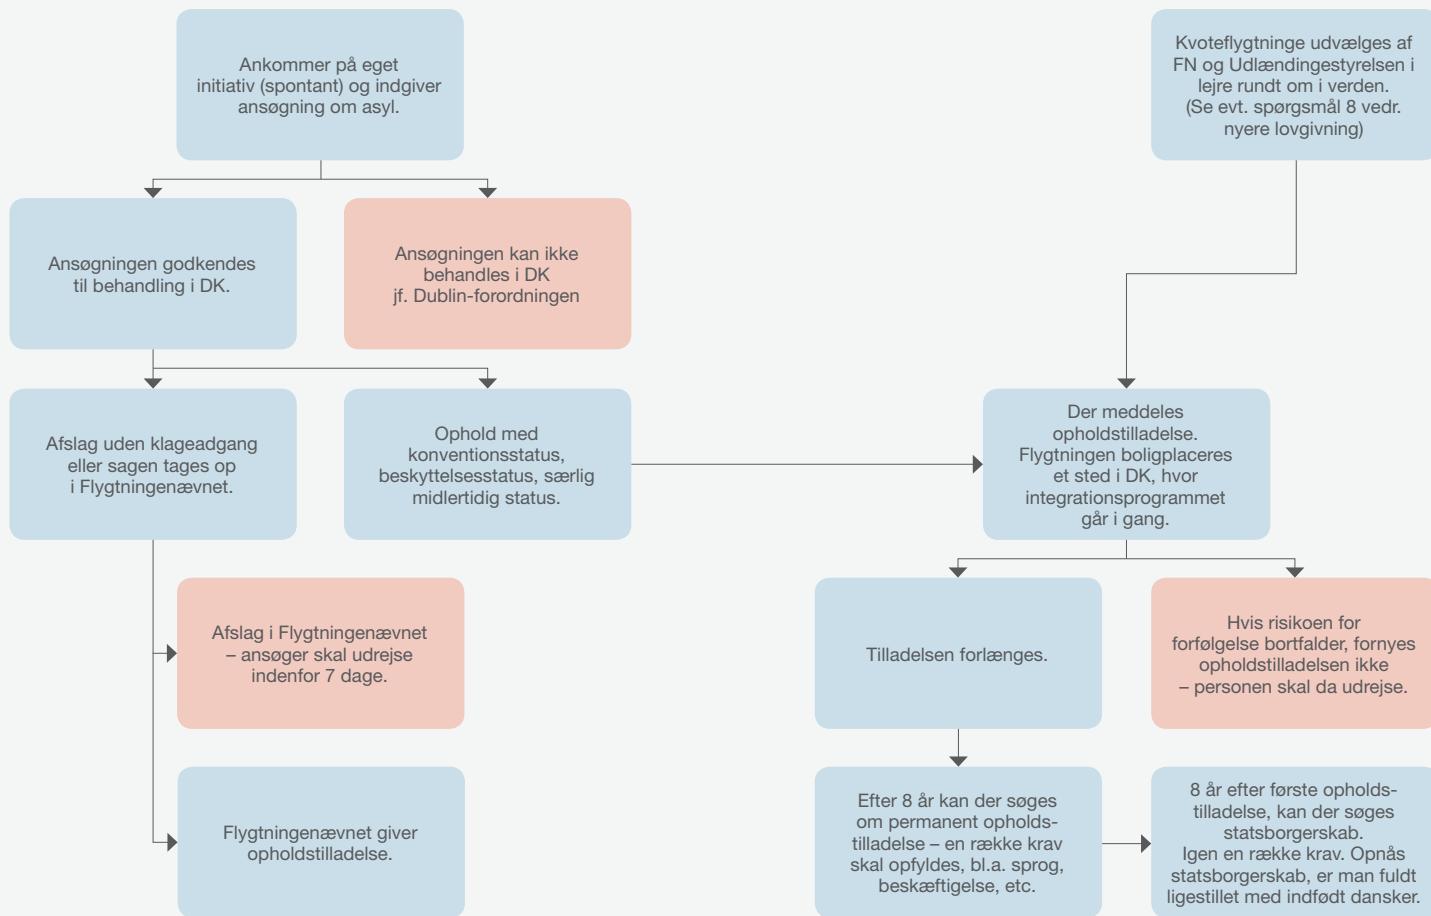 Ankommer på eget
initiativ (spontant) og indgiver
ansøgning om asyl.
Kvoteflygtninge udvælges af
FN og Udlændingestyrelsen i
lejre rundt om i verden.
(Se evt. spørgsmål 8 vedr.
nyere lovgivning)
Ansøgningen godkendes
til behandling i DK.
Ansøgningen kan ikke
behandles i DK
jf. Dublin-forordningen
Afslag uden klageadgang
eller sagen tages op
i Flygtningenævnet.
Ophold med
konventionsstatus,
beskyttelsesstatus, særlig
midlertidig status.
Der meddeles
opholdstilladelse.
Flygtningen boligplaceres
et sted i DK, hvor
integrationsprogrammet
går i gang.
Afslag i Flygtningenævnet
– ansøger skal udrejse
indenfor 7 dage.
Tilladelsen forlænges.
Hvis risikoen for
forfølgelse bortfalder, fornyes
opholdstilladelsen ikke
– personen skal da udrejse.
Flygtningenævnet giver
opholdstilladelse.
Efter 8 år kan der søges
om permanent opholds-
tilladelse – en række krav
skal opfyldes, bl.a. sprog,
beskæftigelse, etc.
8 år efter første opholds-
tilladelse, kan der søges
statsborgerskab.
Igen en række krav. Opnås
statsborgerskab, er man fuldt
ligestillet med indfødt dansker.